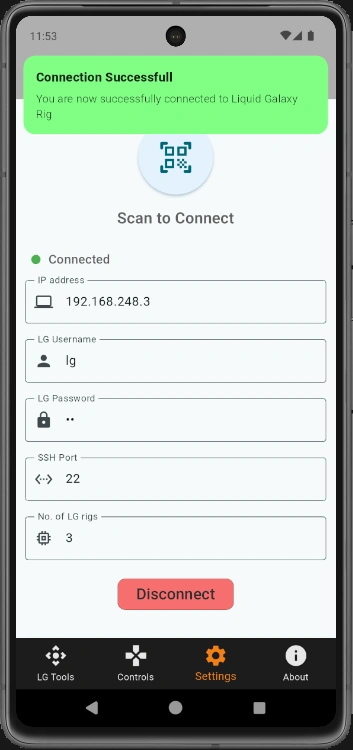 11:53
Connection Successfull
You are now successfully connected to Liquid Galaxy
Rig
Scan to Connect
Connected
IP address
192.168.248.3
LG Username
lg
LG Password
••
SSH Port
22
No. of LG rigs
3
Disconnect
LG Tools
Controls
Settings
About